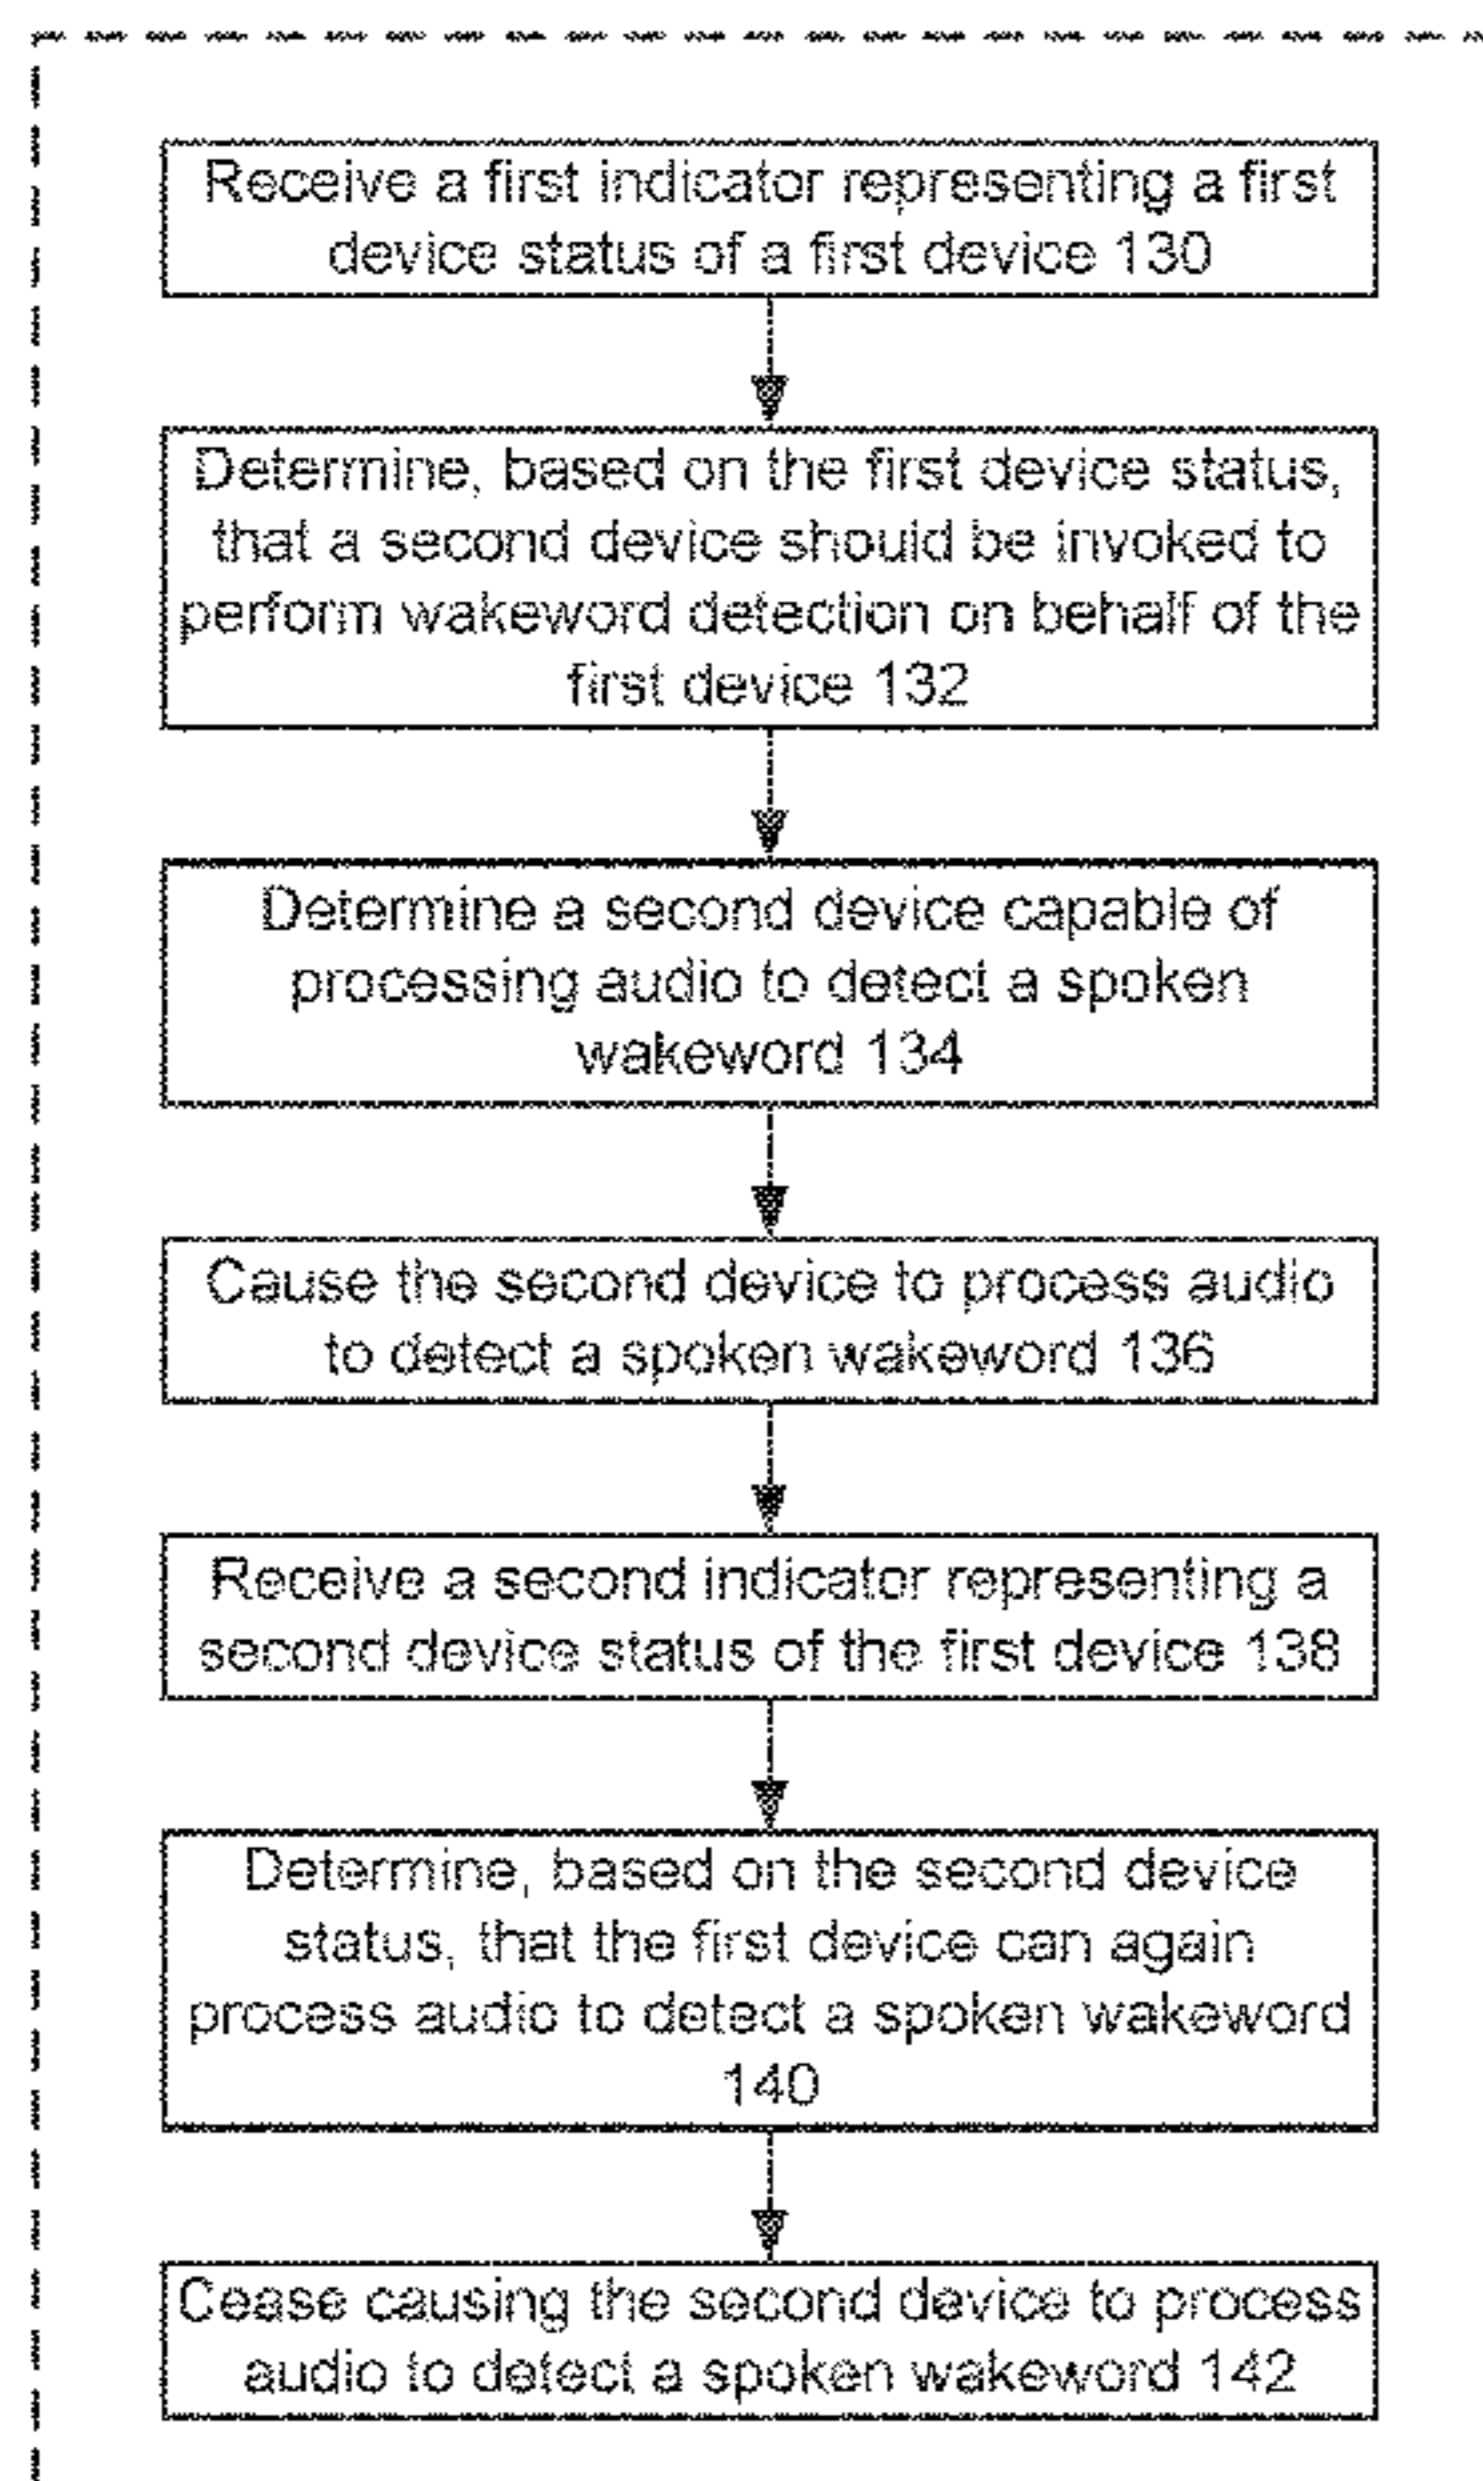 Receive a first indicator representing a first
device status of a first device 130
Determine, based on the first device status,
that a second device should be invoked to
perform wakeword detection on behalf of the
first device 132
Determine a second device capable of
processing audio to detect a spoken
wakeword 134
Cause the second device to process audio
to detect a spoken wakeword 136
Receive a second indicator representing a
second device status of the first device 138
Determine, based on the second device
status, that the first device can again
process audio to detect a spoken wakeword
140
Cease causing the second device to process
audio to detect a spoken wakeword 142